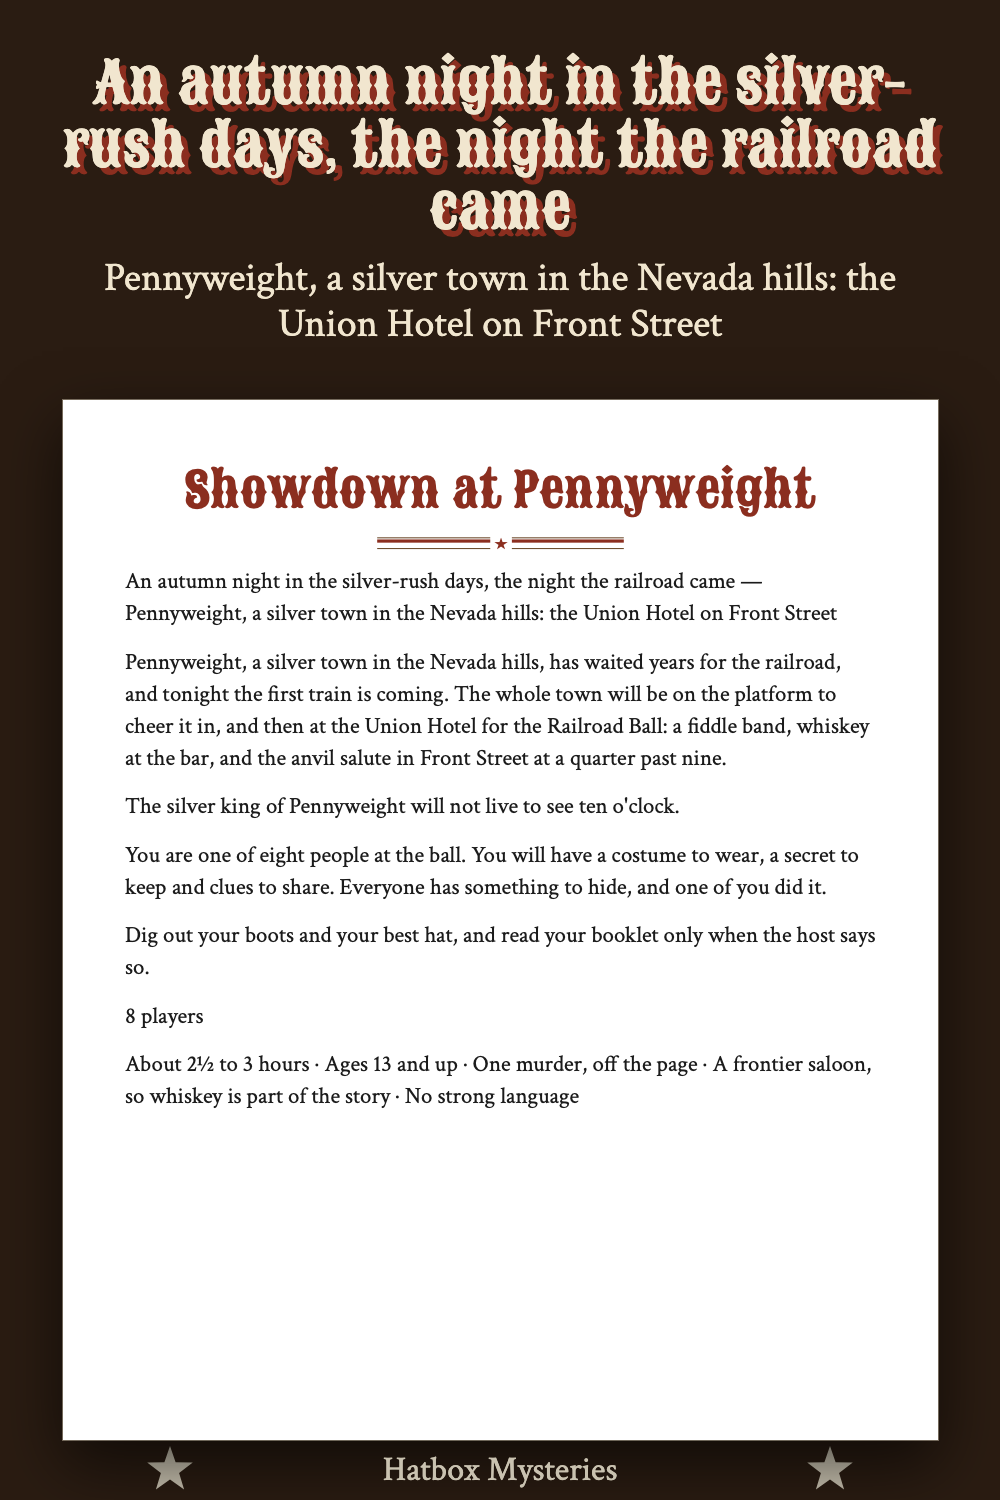 An autumn night in the silver-
rush days, the night the railroad
came
Pennyweight, a silver town in the Nevada hills: the
Union Hotel on Front Street
Showdown at Pennyweight
An autumn night in the silver-rush days, the night the railroad came —
Pennyweight, a silver town in the Nevada hills: the Union Hotel on Front Street
Pennyweight, a silver town in the Nevada hills, has waited years for the railroad,
and tonight the first train is coming. The whole town will be on the platform to
cheer it in, and then at the Union Hotel for the Railroad Ball: a fiddle band, whiskey
at the bar, and the anvil salute in Front Street at a quarter past nine.
The silver king of Pennyweight will not live to see ten o'clock.
You are one of eight people at the ball. You will have a costume to wear, a secret to
keep and clues to share. Everyone has something to hide, and one of you did it.
Dig out your boots and your best hat, and read your booklet only when the host says
so.
8 players
About 2½ to 3 hours · Ages 13 and up · One murder, off the page · A frontier saloon,
so whiskey is part of the story · No strong language
Hatbox Mysteries